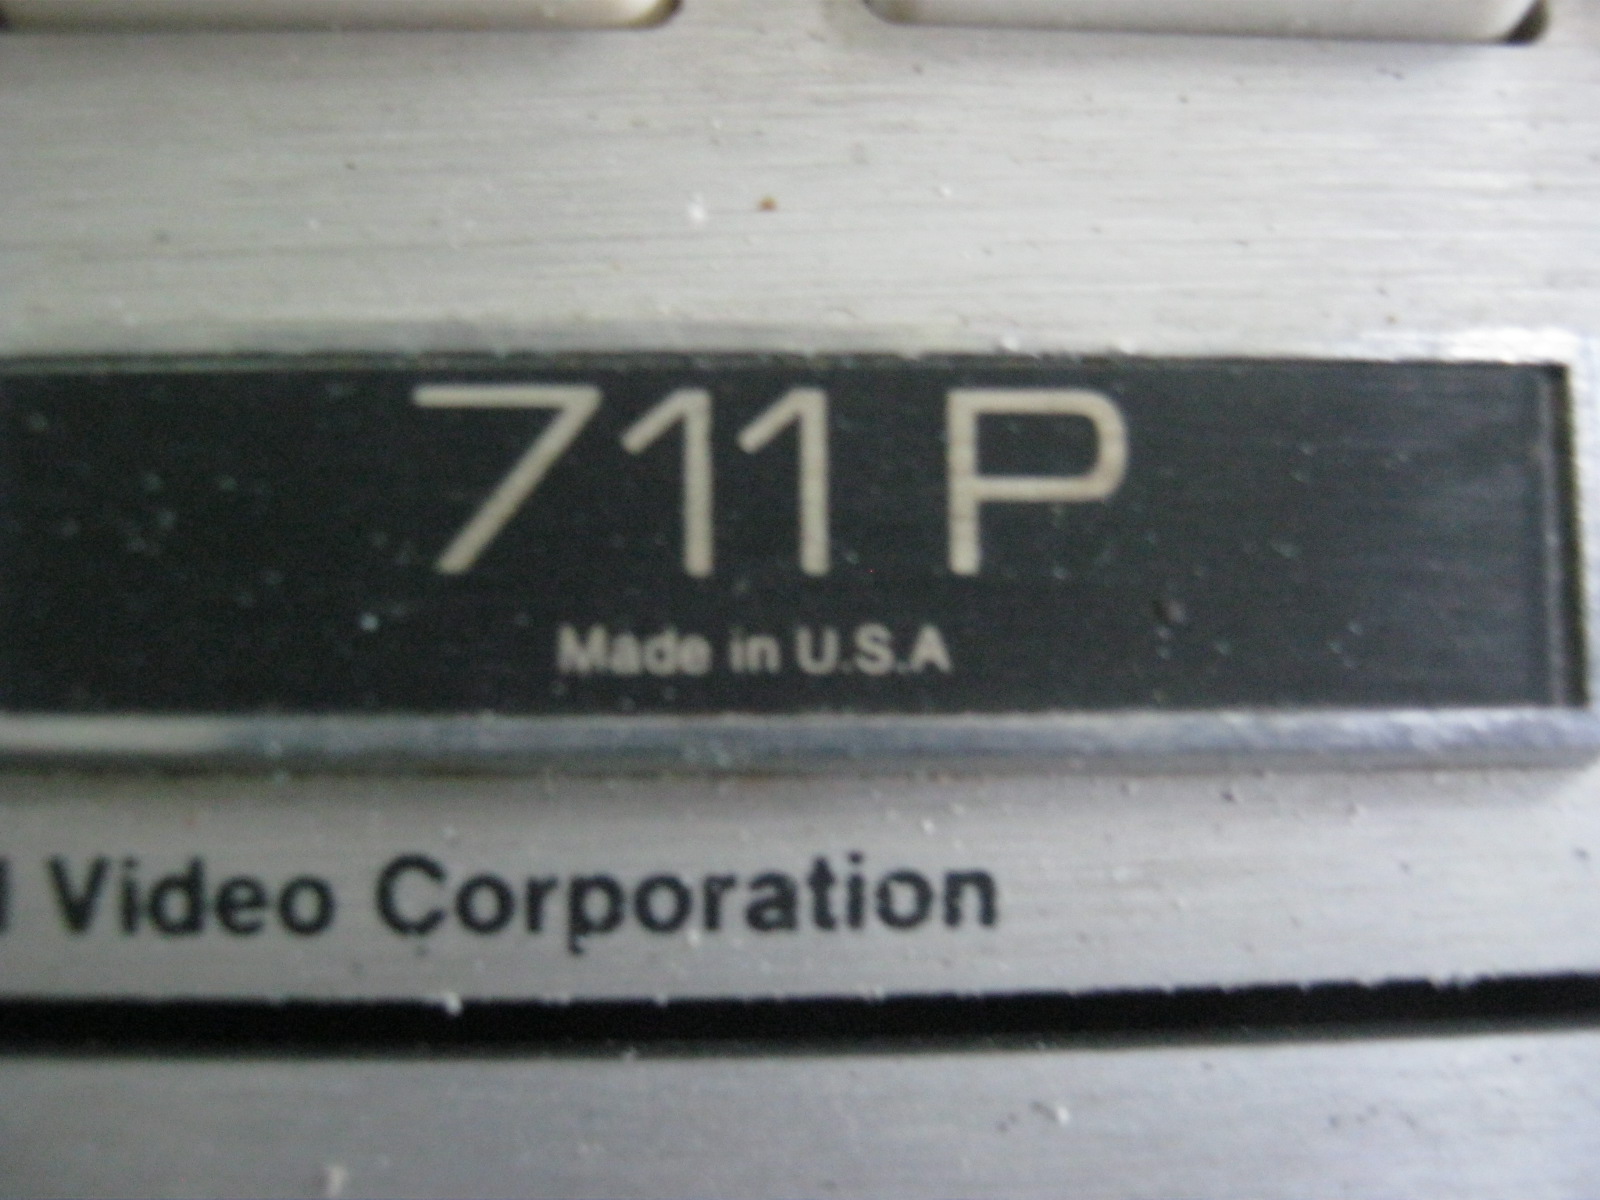 711 P
Made in U.S.A
Video Corporation